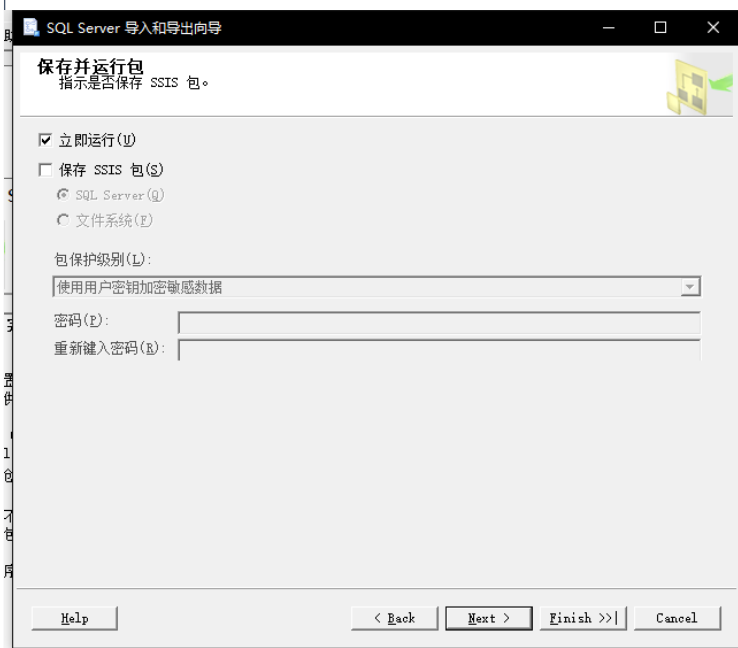 SQL Server 导入和导出向导
保存并运行包
指示是否保存 SSIS 包。
立即运行(U)
保存 SSIS 包(S)
SQL Server(Q)
文件系统(F)
包保护级别(L):
使用用户密钥加密敏感数据
密码(P):
重新键入密码(R):
Help
< Back
Next >
Finish >>|
Cancel